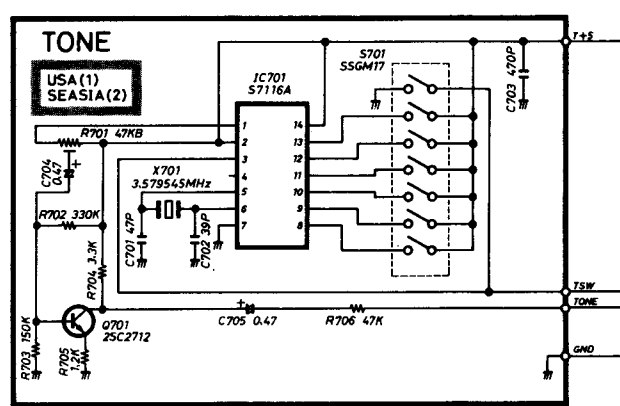 TONE
USA(1)
SEASIA(2)
IC701
S7116A
S701
SSGM17
T+5
C703 470P
R701 47KB
C704
0.47
X701
3.579545MHz
1
2
3
4
5
6
7
14
13
12
11
10
9
8
R702 330K
C701 47P
C702 39P
R704 3.3K
TSW
TONE
C705 0.47
R706 47K
Q701
2SC2712
R703 150K
R705
1.2K
GND